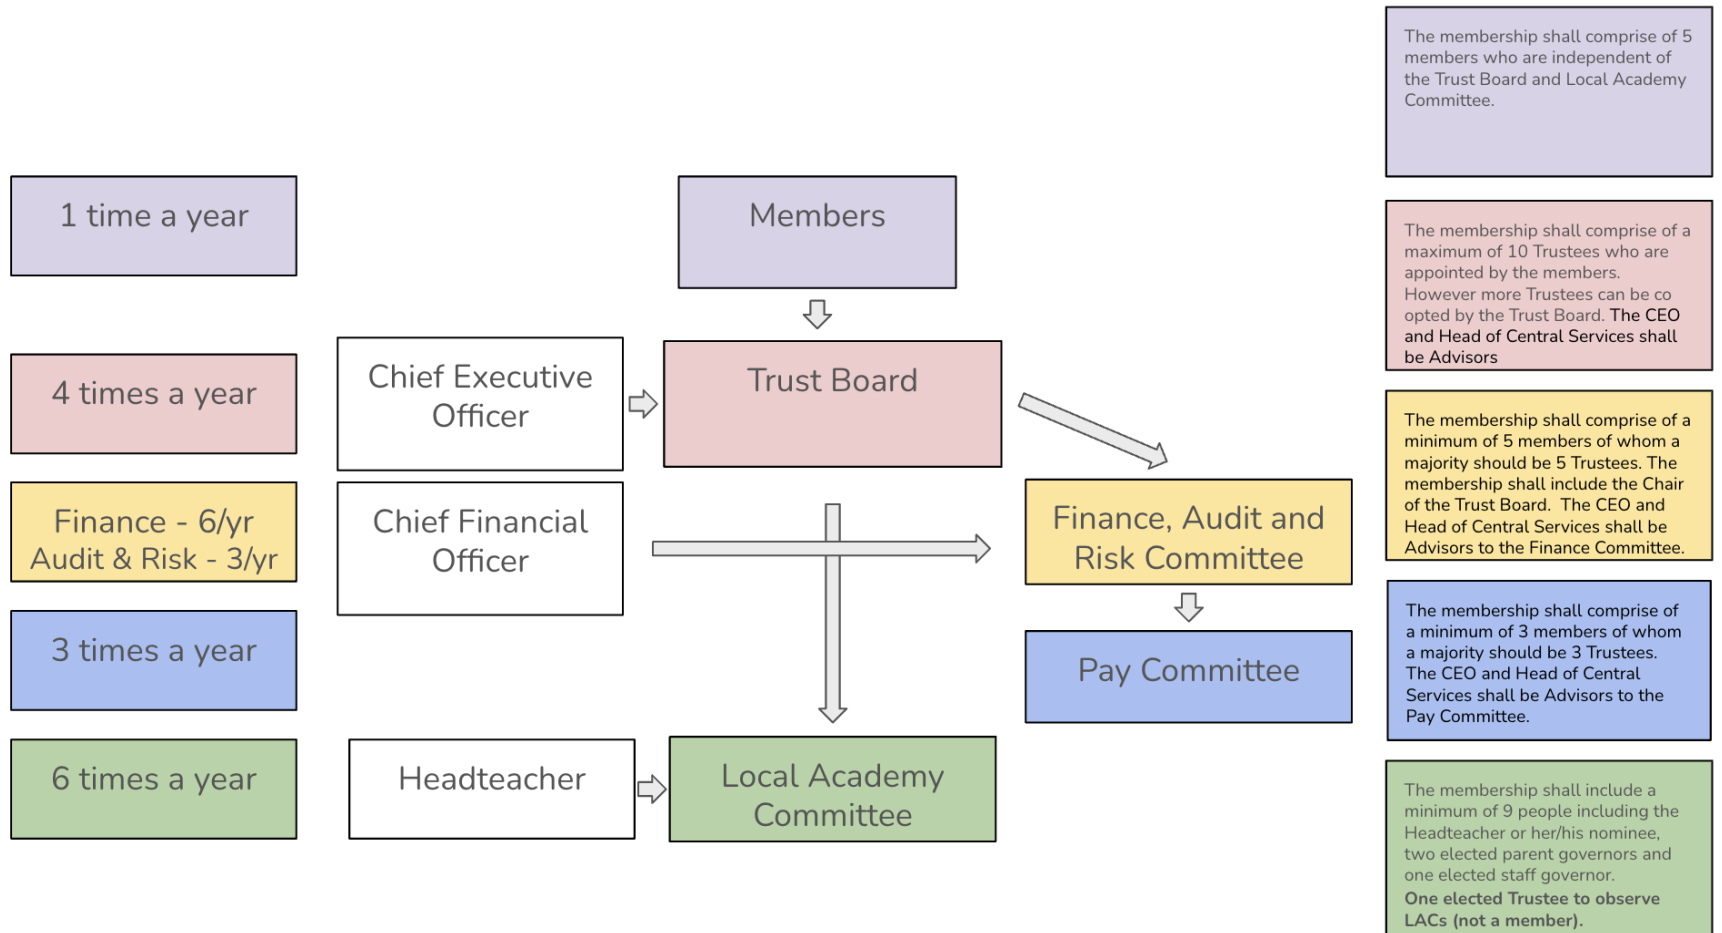 The membership shall comprise of 5
members who are independent of
the Trust Board and Local Academy
Committee.
1 time a year
Members
The membership shall comprise of a
maximum of 10 Trustees who are
appointed by the members.
However more Trustees can be co
opted by the Trust Board. The CEO
and Head of Central Services shall
be Advisors
4 times a year
Chief Executive
Officer
Trust Board
The membership shall comprise of a
minimum of 5 members of whom a
majority should be 5 Trustees. The
membership shall include the Chair
of the Trust Board.  The CEO and
Head of Central Services shall be
Advisors to the Finance Committee.
Finance - 6/yr
Audit & Risk - 3/yr
Chief Financial
Officer
Finance, Audit and
Risk Committee
The membership shall comprise of
a minimum of 3 members of whom
a majority should be 3 Trustees.
The CEO and Head of Central
Services shall be Advisors to the
Pay Committee.
3 times a year
Pay Committee
6 times a year
Headteacher
Local Academy
Committee
The membership shall include a
minimum of 9 people including the
Headteacher or her/his nominee,
two elected parent governors and
one elected staff governor.
One elected Trustee to observe
LACs (not a member).